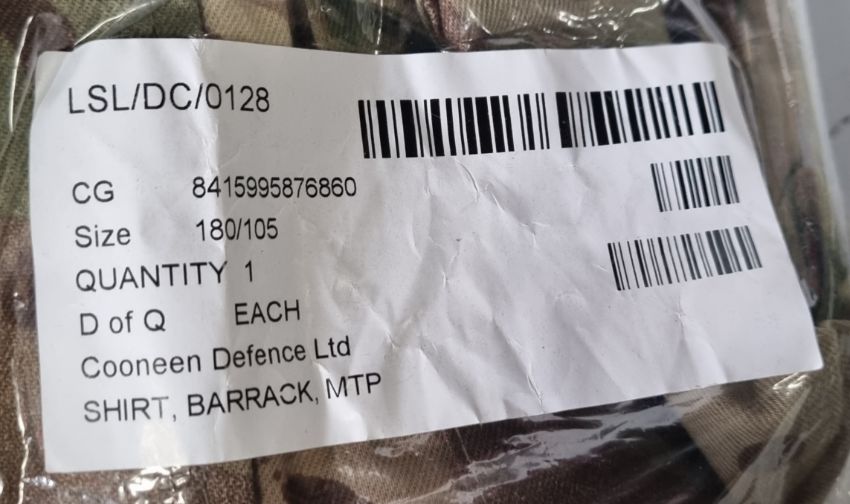 LSL/DC/0128
CG 8415995876860
Size 180/105
QUANTITY 1
D of Q EACH
Cooneen Defence Ltd
SHIRT, BARRACK, MTP